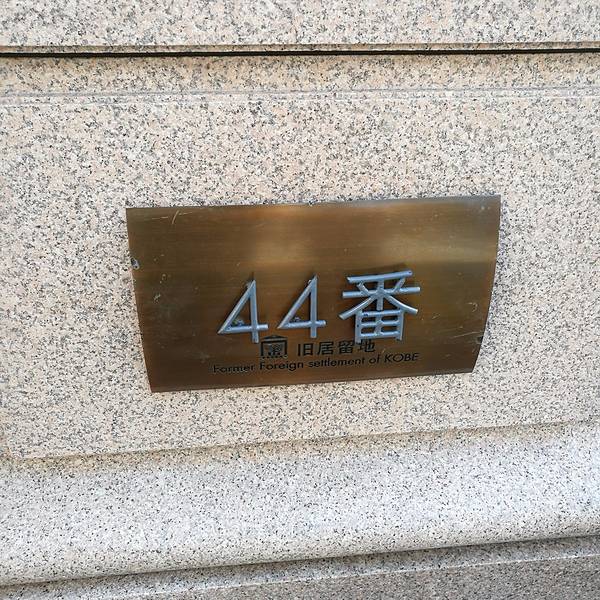 44番
旧居留地
Former Foreign settlement of KOBE